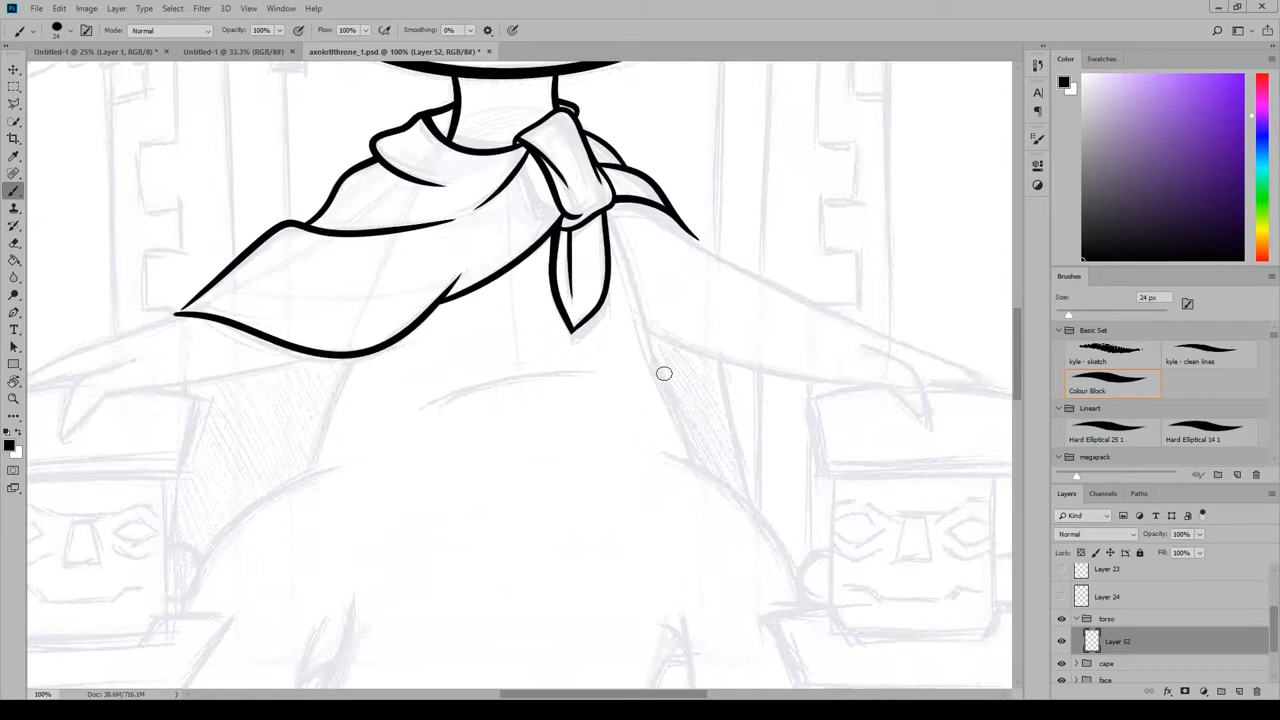 Ps File Edit Image Layer Type Select Filter 3D View Window Help
24 Mode: Normal Opacity: 100% Flow: 100% Smoothing: 0%
Untitled-1 @ 25% (Layer 1, RGB/8) * × Untitled-1 @ 33.3% (RGB/8#) × axolotlthrone_1.psd @ 100% (Layer 52, RGB/8#) * ×
Color Swatches
Brushes
Size: 24 px
Basic Set
kyle - sketch kyle - clean lines
Colour Block
Lineart
Hard Elliptical 25 1 Hard Elliptical 14 1
megapack
Layers Channels Paths
Kind
Normal Opacity: 100%
Lock: Fill: 100%
Layer 23
Layer 24
torso
Layer 52
cape
face
100% Doc: 38.6M/716.1M